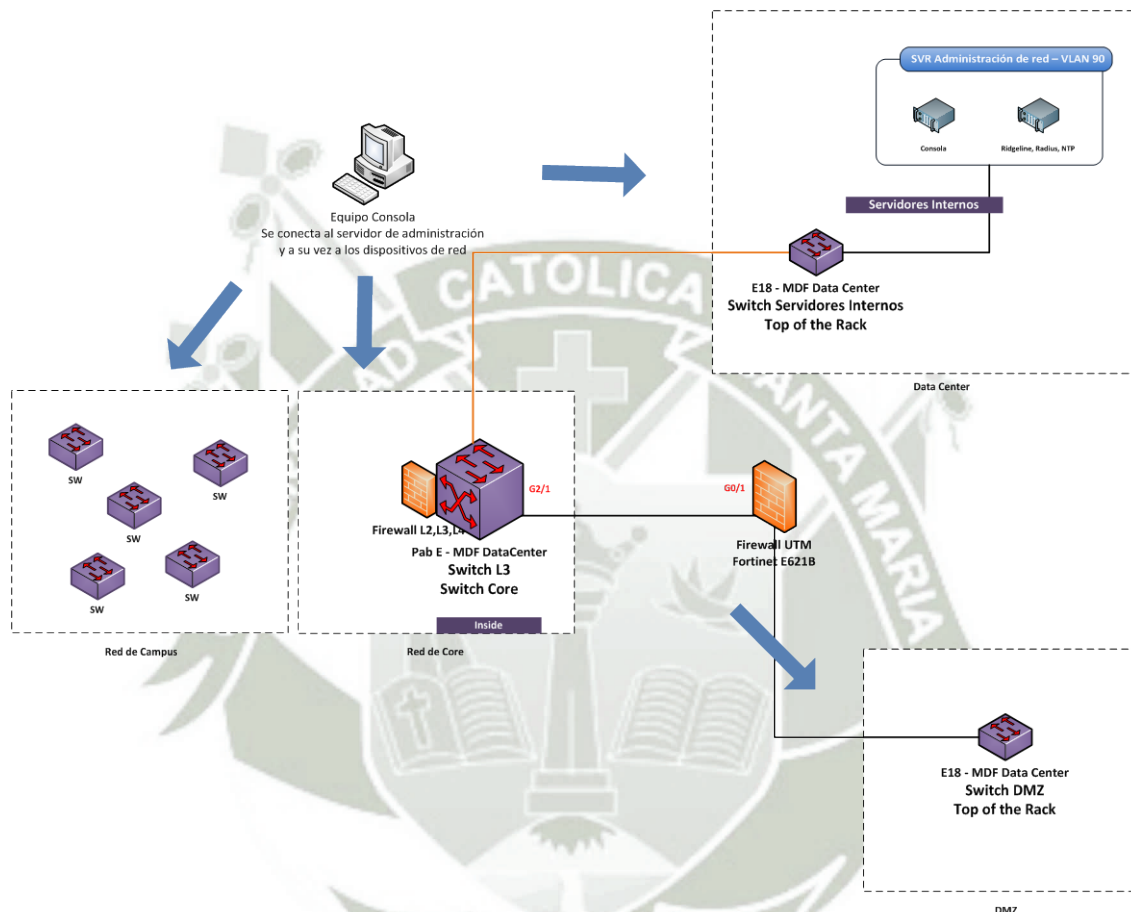 SVR Administración de red – VLAN 90
Consola
Ridgeline, Radius, NTP
Servidores Internos
E18 - MDF Data Center
Switch Servidores Internos
Top of the Rack
Data Center
Equipo Consola
Se conecta al servidor de administración
y a su vez a los dispositivos de red
CATOLICA
AD
SANTA MARIA
SW
SW
SW
SW
SW
Red de Campus
G2/1
Firewall L2,L3,L4
Pab E - MDF DataCenter
Switch L3
Switch Core
Inside
Red de Core
G0/1
Firewall UTM
Fortinet E621B
E18 - MDF Data Center
Switch DMZ
Top of the Rack
DMZ